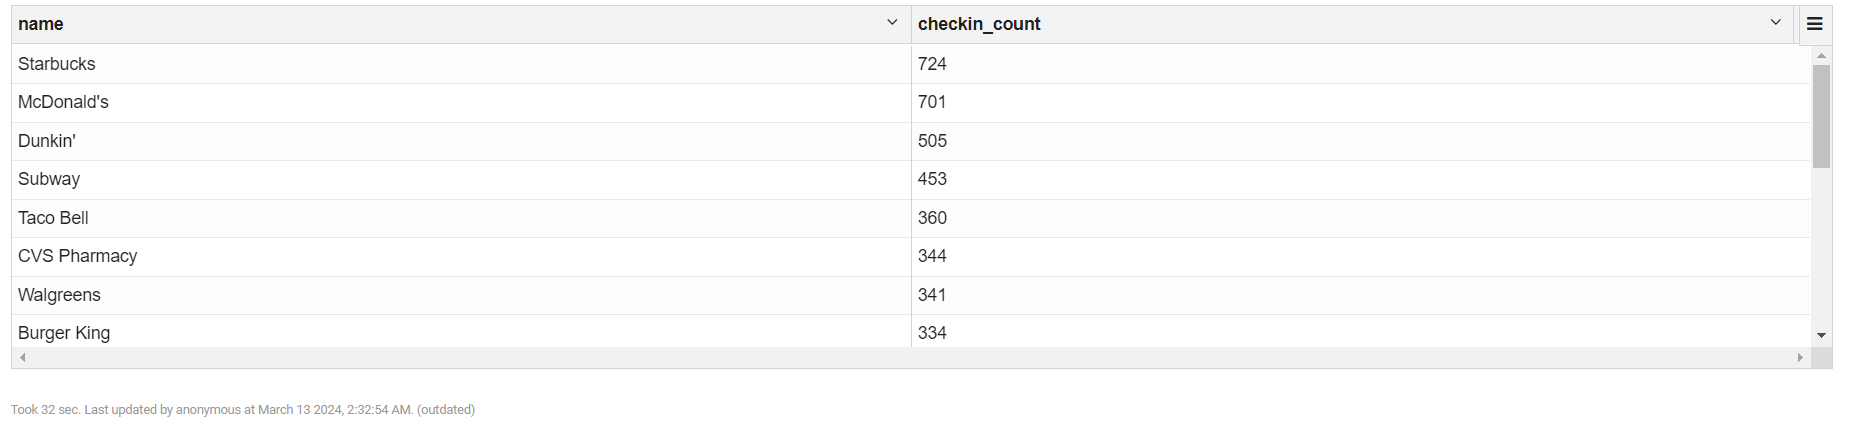 name checkin_count
Starbucks 724
McDonald's 701
Dunkin' 505
Subway 453
Taco Bell 360
CVS Pharmacy 344
Walgreens 341
Burger King 334
Took 32 sec. Last updated by anonymous at March 13 2024, 2:32:54 AM. (outdated)